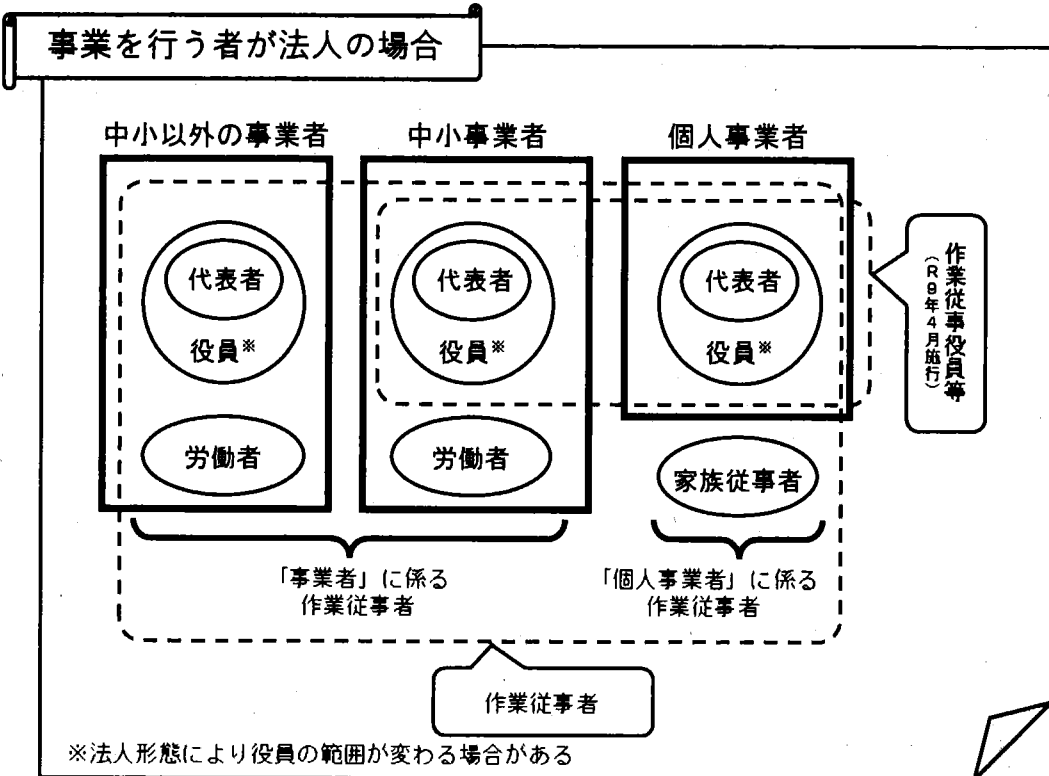 事業を行う者が法人の場合
中小以外の事業者
中小事業者
個人事業者
代表者
役員※
労働者
代表者
役員※
労働者
代表者
役員※
家族従事者
作業従事役員等
（R9年4月施行）
「事業者」に係る
作業従事者
「個人事業者」に係る
作業従事者
作業従事者
※法人形態により役員の範囲が変わる場合がある